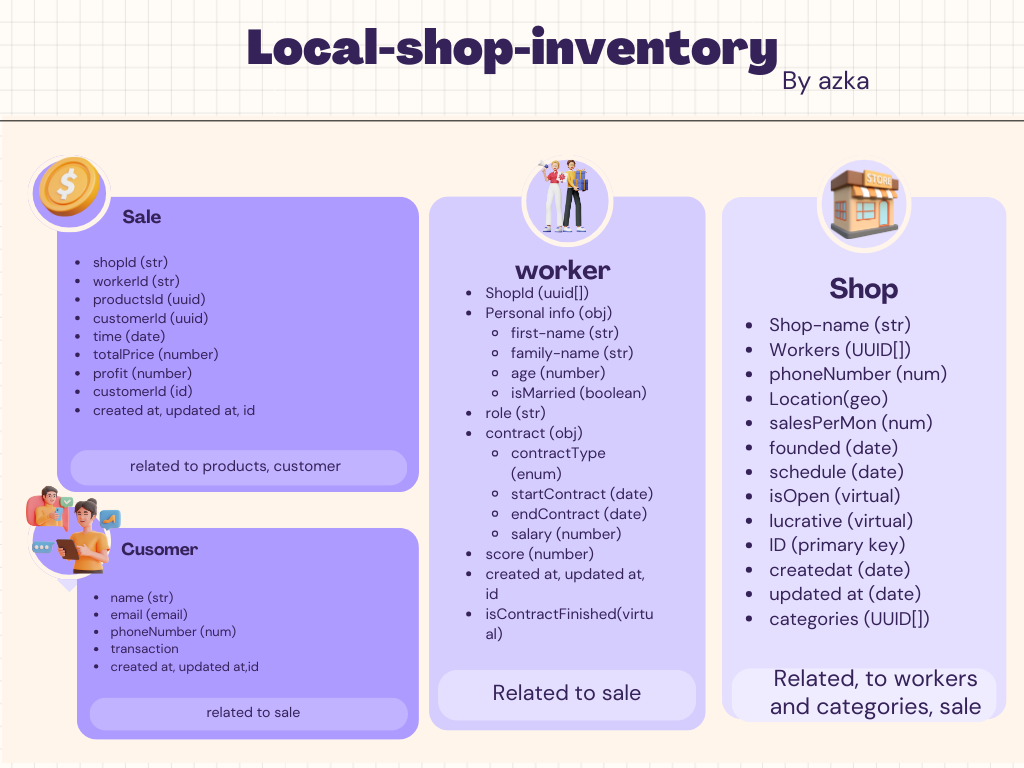 Local-shop-inventory
By azka
Sale
shopId (str)
workerId (str)
productsId (uuid)
customerId (uuid)
time (date)
totalPrice (number)
profit (number)
customerId (id)
created at, updated at, id
related to products, customer
Cusomer
name (str)
email (email)
phoneNumber (num)
transaction
created at, updated at,id
related to sale
worker
ShopId (uuid[])
Personal info (obj)
first-name (str)
family-name (str)
age (number)
isMarried (boolean)
role (str)
contract (obj)
contractType
(enum)
startContract (date)
endContract (date)
salary (number)
score (number)
created at, updated at,
id
isContractFinished(virtu
al)
Related to sale
STORE
Shop
Shop-name (str)
Workers (UUID[])
phoneNumber (num)
Location(geo)
salesPerMon (num)
founded (date)
schedule (date)
isOpen (virtual)
lucrative (virtual)
ID (primary key)
createdat (date)
updated at (date)
categories (UUID[])
Related, to workers
and categories, sale